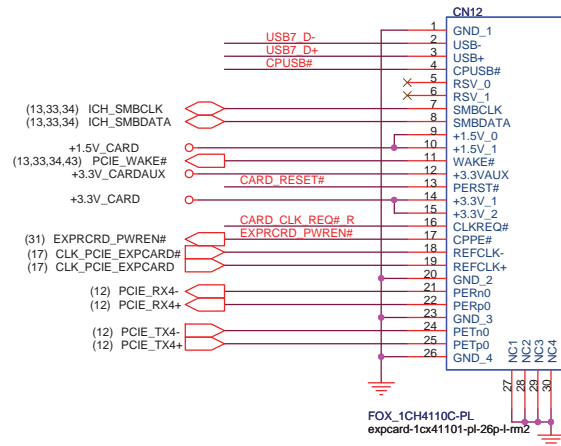 CN12
1 GND_1
USB7_D- 2 USB-
USB7_D+ 3 USB+
CPUSB# 4 CPUSB#
5 RSV_0
6 RSV_1
(13,33,34) ICH_SMBCLK 7 SMBCLK
(13,33,34) ICH_SMBDATA 8 SMBDATA
9 +1.5V_0
+1.5V_CARD 10 +1.5V_1
(13,33,34,43) PCIE_WAKE# 11 WAKE#
+3.3V_CARDAUX 12 +3.3VAUX
CARD_RESET# 13 PERST#
+3.3V_CARD 14 +3.3V_1
15 +3.3V_2
CARD_CLK_REQ#_R 16 CLKREQ#
(31) EXPRCRD_PWREN# EXPRCRD_PWREN# 17 CPPE#
(17) CLK_PCIE_EXPCARD# 18 REFCLK-
(17) CLK_PCIE_EXPCARD 19 REFCLK+
20 GND_2
(12) PCIE_RX4- 21 PERn0
(12) PCIE_RX4+ 22 PERp0
23 GND_3
(12) PCIE_TX4- 24 PETn0
(12) PCIE_TX4+ 25 PETp0
26 GND_4
NC1 NC2 NC3 NC4
27 28 29 30
FOX_1CH4110C-PL
expcard-1cx41101-pl-26p-l-rm2